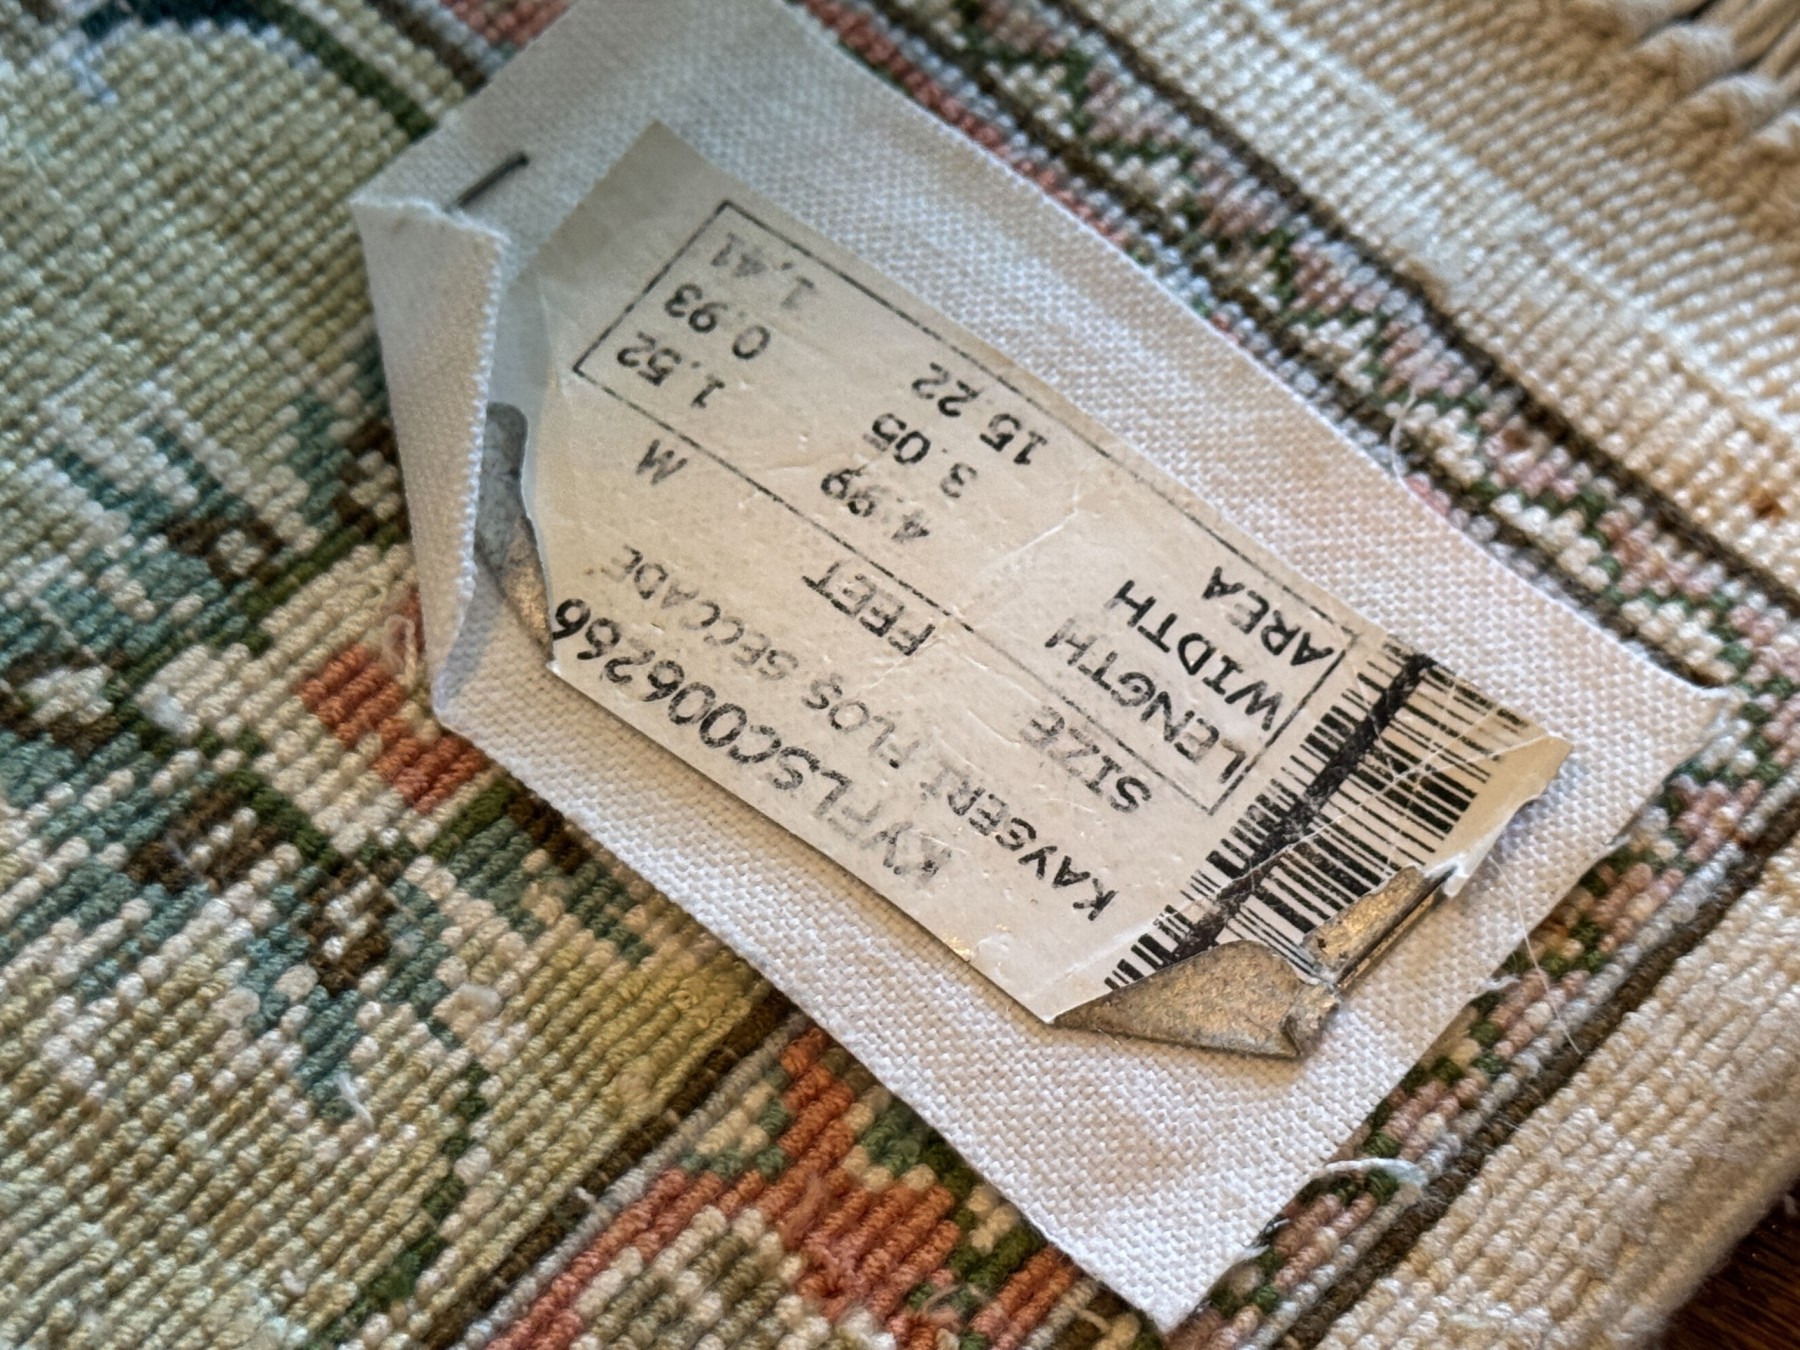 KAYSERI FLOS SECCADE
SIZE FEET M
LENGTH 4.99 1.52
WIDTH 3.05 0.93
AREA 15 22 1,41